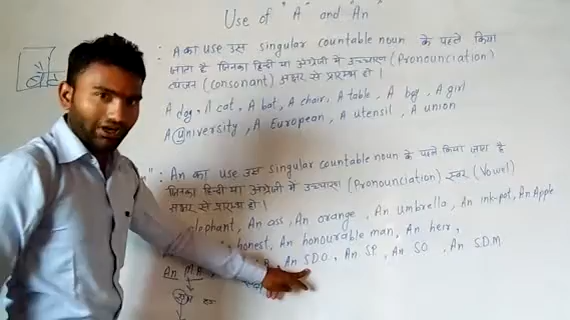 Use of "A" and "An"
: A का use उस singular countable noun के पहले किया
जाता है जिनका हिन्दी या अंग्रेजी में उच्चारण (Pronounciation)
व्यंजन (consonant) अक्षर से प्रारम्भ हो।
A dog, A cat, A bat, A chair, A table, A boy, A girl
A University, A European, A utensil, A union
": An का use उस singular countable noun के पहले किया जाता है
जिनका हिन्दी या अंग्रेजी में उच्चारण (Pronounciation) स्वर (Vowel)
अक्षर से प्रारम्भ हो।
elephant, An ass, An orange, An umbrella, An ink-pot, An Apple
honest, An honourable man, An heir,
An SDO, An SP, An SO, An S.D.M
An M.A